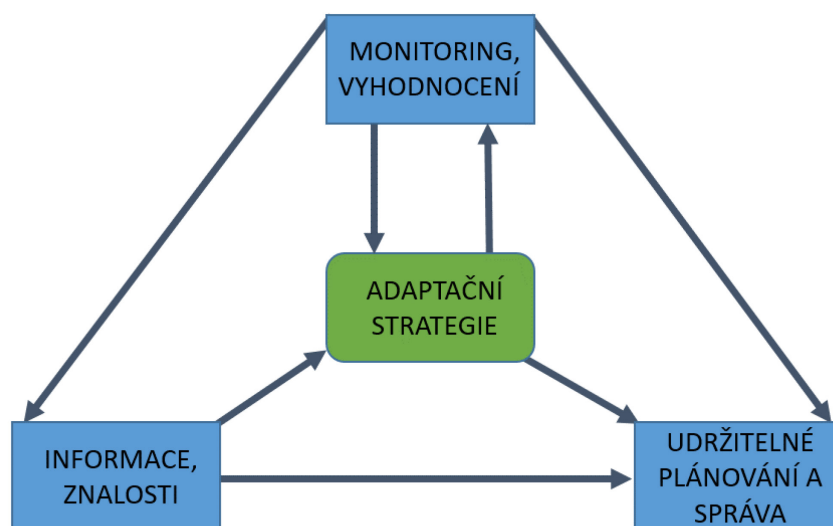 MONITORING,
VYHODNOCENÍ
ADAPTAČNÍ
STRATEGIE
INFORMACE,
ZNALOSTI
UDRŽITELNÉ
PLÁNOVÁNÍ A
SPRÁVA